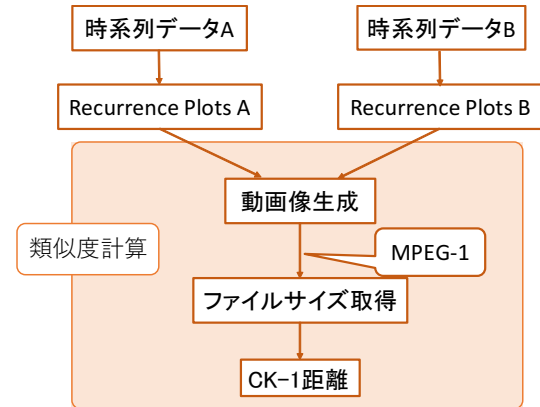 時系列データA
時系列データB
Recurrence Plots A
Recurrence Plots B
動画像生成
類似度計算
MPEG-1
ファイルサイズ取得
CK-1距離